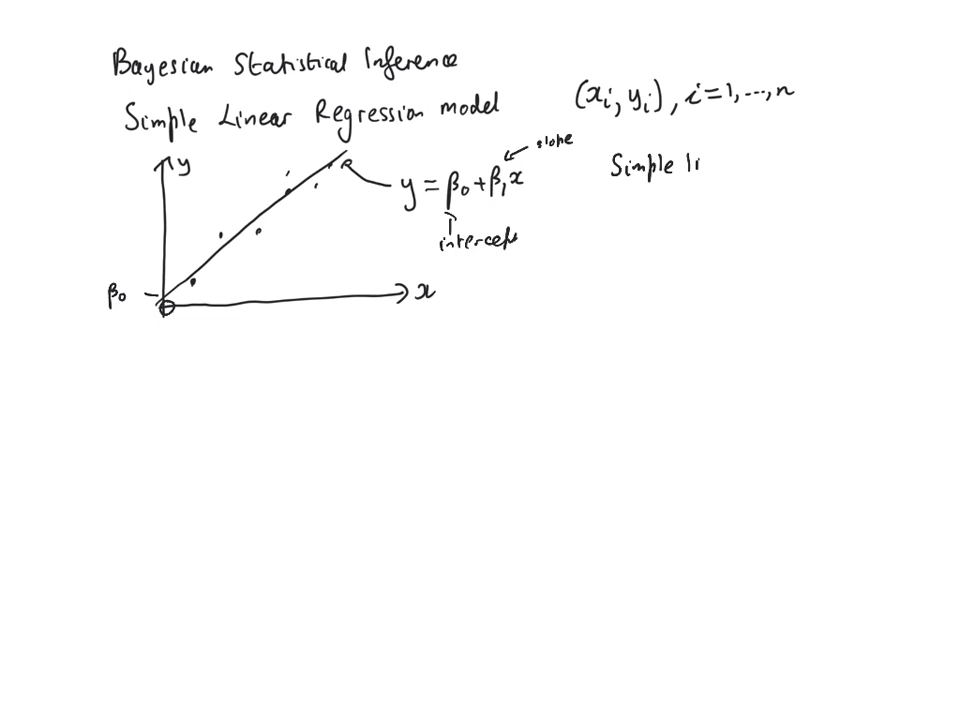 Bayesian Statistical Inference
Simple Linear Regression model
(xi, yi), i=1,...,n
y
slope
y = β0+β1x
Simple li
intercept
β0
x